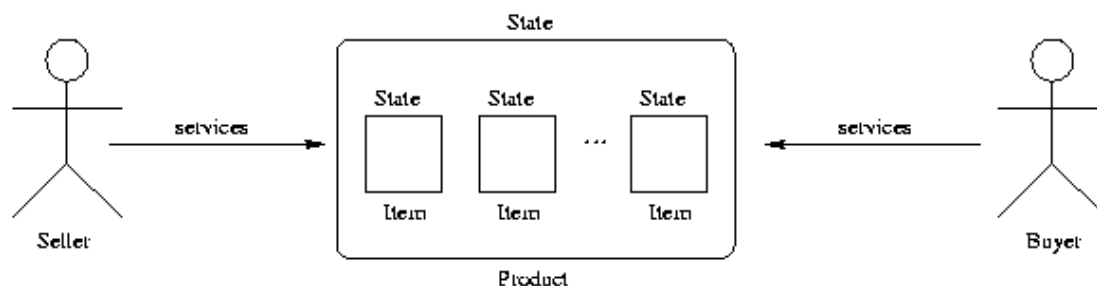 State
State State State
services services
...
Item Item Item
Seller Buyer
Product